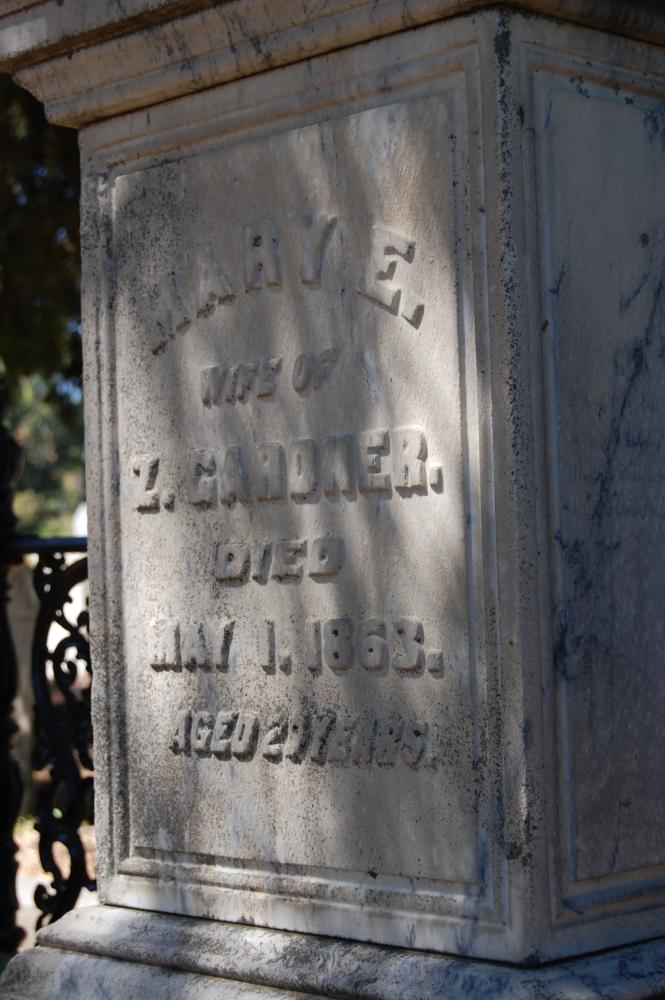 MARY E.
WIFE OF
Z. GARDNER.
DIED
MAY 1, 1863.
AGED 29 YEARS.